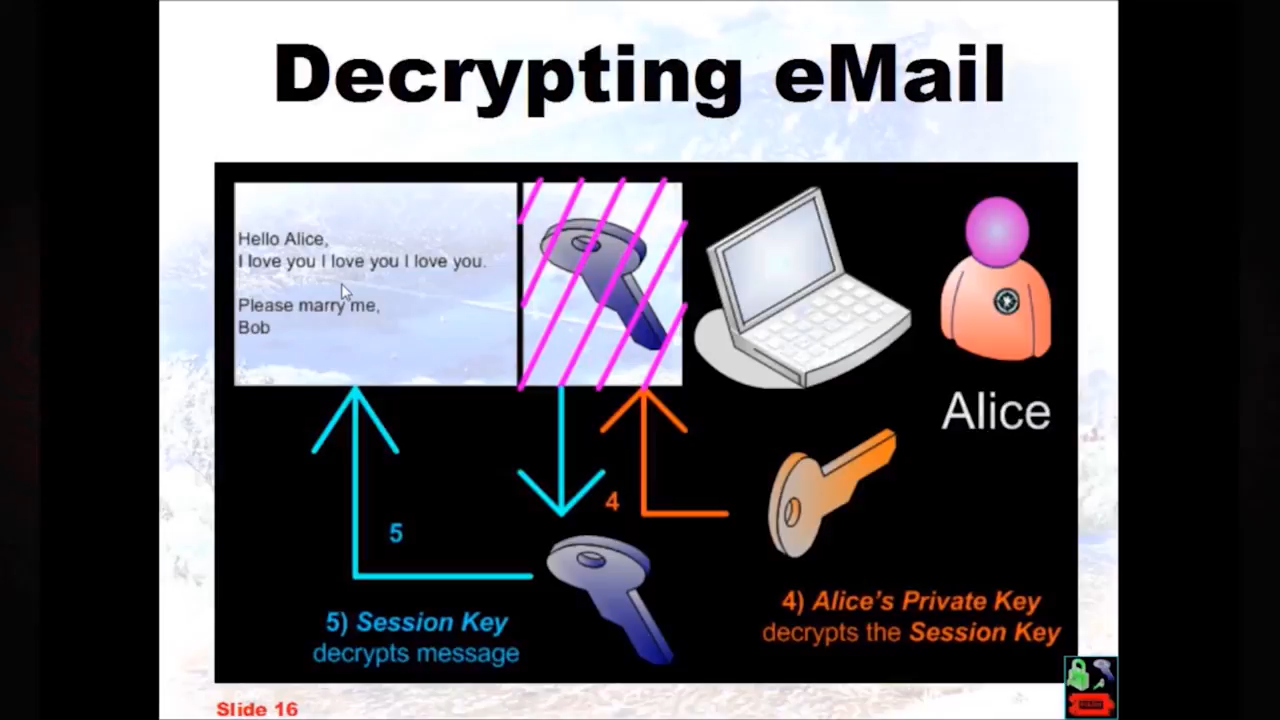 Decrypting eMail
Hello Alice,
I love you I love you I love you.
Please marry me,
Bob
Alice
4
5
4) Alice's Private Key
decrypts the Session Key
5) Session Key
decrypts message
Slide 16